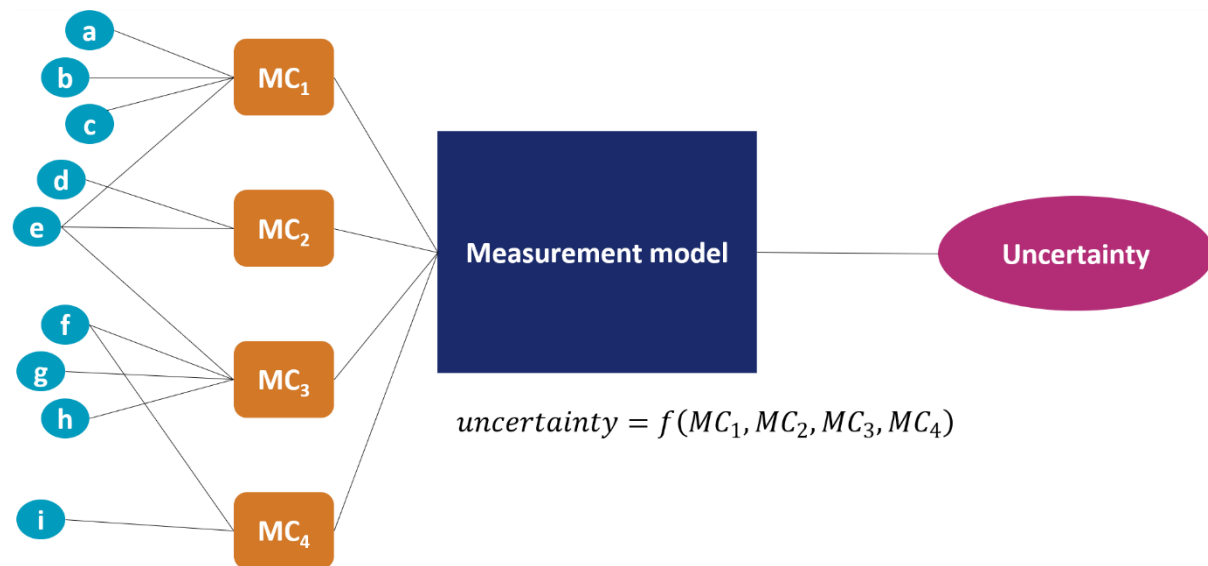 a
b
c
d
e
f
g
h
i
MC₁
MC₂
MC₃
MC₄
Measurement model
Uncertainty
𝑢𝑛𝑐𝑒𝑟𝑡𝑎𝑖𝑛𝑡𝑦 = 𝑓(𝑀𝐶₁, 𝑀𝐶₂, 𝑀𝐶₃, 𝑀𝐶₄)